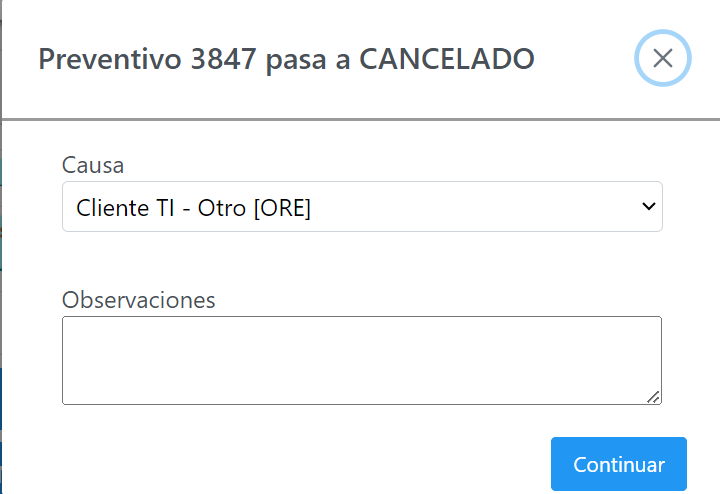 Preventivo 3847 pasa a CANCELADO
Causa
Cliente TI - Otro [ORE]
Observaciones
Continuar